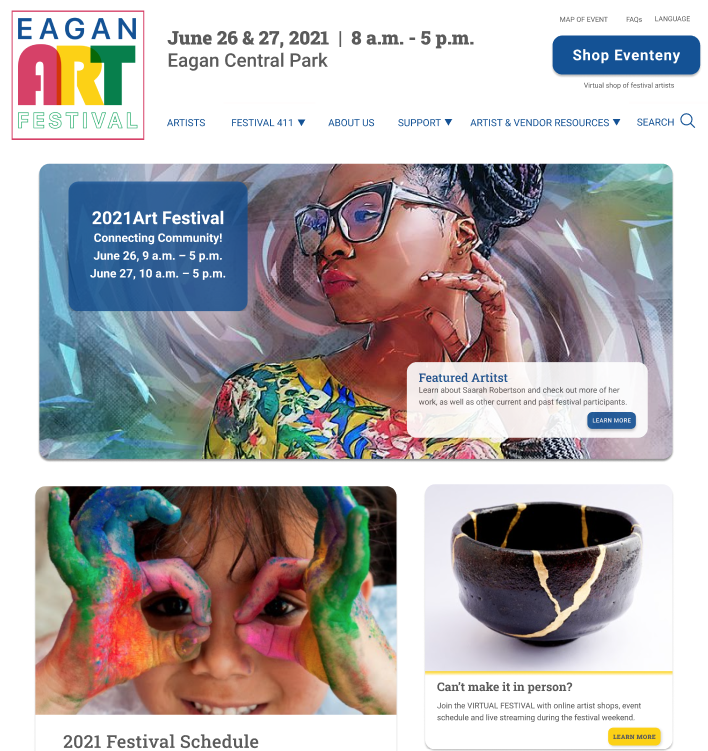 EAGAN
ART
FESTIVAL
June 26 & 27, 2021 | 8 a.m. - 5 p.m.
Eagan Central Park
MAP OF EVENT FAQs LANGUAGE
Shop Eventeny
Virtual shop of festival artists
ARTISTS FESTIVAL 411 ▼ ABOUT US SUPPORT ▼ ARTIST & VENDOR RESOURCES ▼ SEARCH
2021Art Festival
Connecting Community!
June 26, 9 a.m. – 5 p.m.
June 27, 10 a.m. – 5 p.m.
Featured Artitst
Learn about Saarah Robertson and check out more of her
work, as well as other current and past festival participants.
LEARN MORE
2021 Festival Schedule
Can't make it in person?
Join the VIRTUAL FESTIVAL with online artist shops, event
schedule and live streaming during the festival weekend.
LEARN MORE